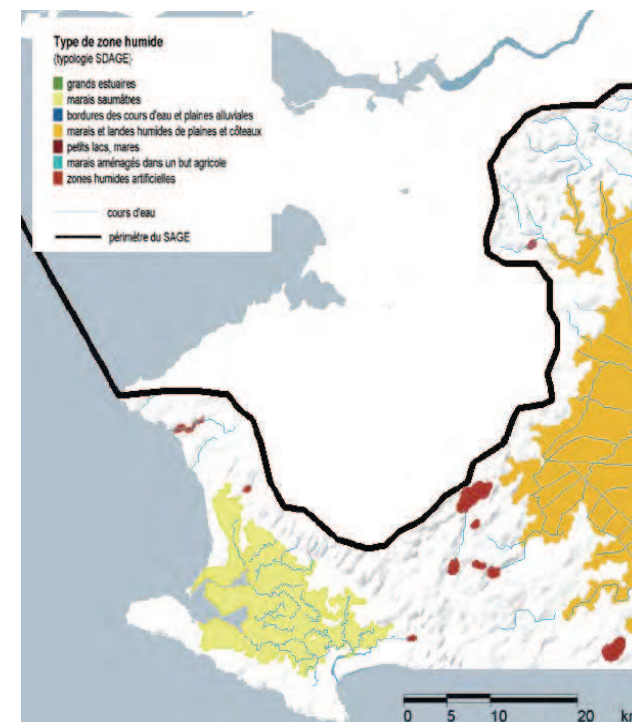 Type de zone humide
(typologie SDAGE)
grands estuaires
marais saumâtres
bordures des cours d'eau et plaines alluviales
marais et landes humides de plaines et côteaux
petits lacs, mares
marais aménagés dans un but agricole
zones humides artificielles
cours d'eau
périmètre du SAGE
0 5 10 20 km